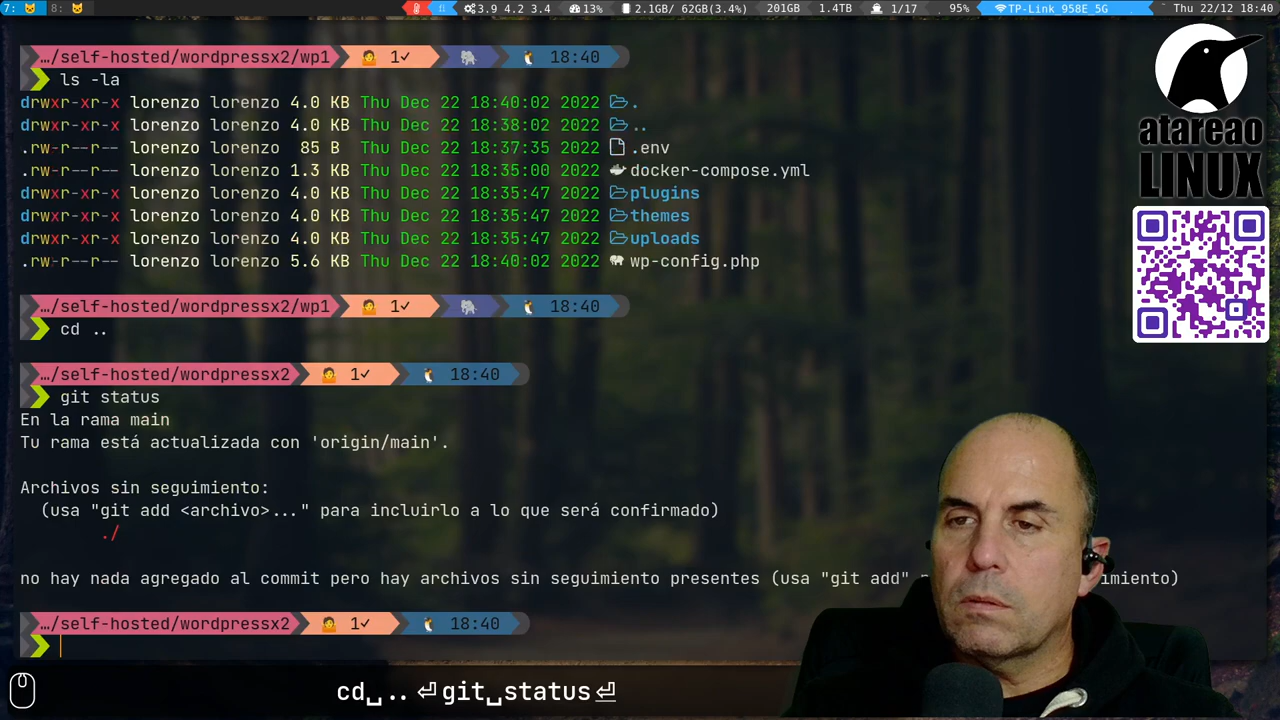 7: 8: 3.9 4.2 3.4 13% 2.1GB/ 62GB(3.4%) 201GB 1.4TB 1/17 95% TP-Link_958E_5G Thu 22/12 18:40
…/self-hosted/wordpressx2/wp1 1✓ 18:40
ls -la
drwxr-xr-x lorenzo lorenzo 4.0 KB Thu Dec 22 18:40:02 2022 .
drwxr-xr-x lorenzo lorenzo 4.0 KB Thu Dec 22 18:38:02 2022 ..
.rw-r--r-- lorenzo lorenzo 85 B Thu Dec 22 18:37:35 2022 .env
.rw-r--r-- lorenzo lorenzo 1.3 KB Thu Dec 22 18:35:00 2022 docker-compose.yml
drwxr-xr-x lorenzo lorenzo 4.0 KB Thu Dec 22 18:35:47 2022 plugins
drwxr-xr-x lorenzo lorenzo 4.0 KB Thu Dec 22 18:35:47 2022 themes
drwxr-xr-x lorenzo lorenzo 4.0 KB Thu Dec 22 18:35:47 2022 uploads
.rw-r--r-- lorenzo lorenzo 5.6 KB Thu Dec 22 18:40:02 2022 wp-config.php
atareao
LINUX
…/self-hosted/wordpressx2/wp1 1✓ 18:40
cd ..
…/self-hosted/wordpressx2 1✓ 18:40
git status
En la rama main
Tu rama está actualizada con 'origin/main'.
Archivos sin seguimiento:
(usa "git add <archivo>..." para incluirlo a lo que será confirmado)
./
no hay nada agregado al commit pero hay archivos sin seguimiento presentes (usa "git add" imiento)
…/self-hosted/wordpressx2 1✓ 18:40
cd␣..⏎git␣status⏎